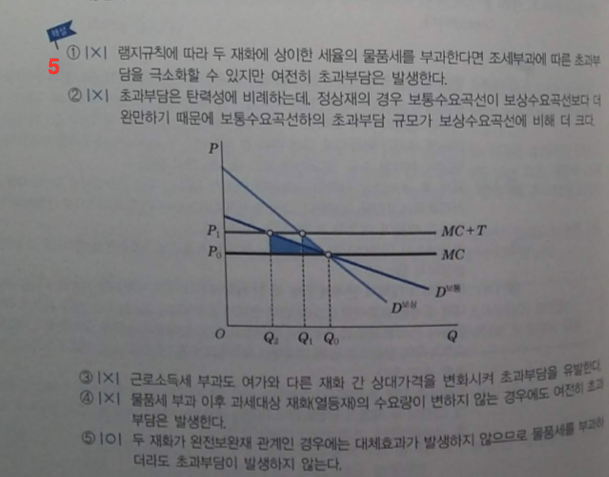 해설
5
① |×| 램지규칙에 따라 두 재화에 상이한 세율의 물품세를 부과한다면 조세부과에 따른 초과부
담을 극소화할 수 있지만 여전히 초과부담은 발생한다.
② |×| 초과부담은 탄력성에 비례하는데, 정상재의 경우 보통수요곡선이 보상수요곡선보다 더
완만하기 때문에 보통수요곡선하의 초과부담 규모가 보상수요곡선에 비해 더 크다.
P
P₁
MC+T
P₀
MC
D보통
D보상
O
Q₂
Q₁
Q₀
Q
③ |×| 근로소득세 부과도 여가와 다른 재화 간 상대가격을 변화시켜 초과부담을 유발한다.
④ |×| 물품세 부과 이후 과세대상 재화(열등재)의 수요량이 변하지 않는 경우에도 여전히 초과
부담은 발생한다.
⑤ |○| 두 재화가 완전보완재 관계인 경우에는 대체효과가 발생하지 않으므로 물품세를 부과하
더라도 초과부담이 발생하지 않는다.